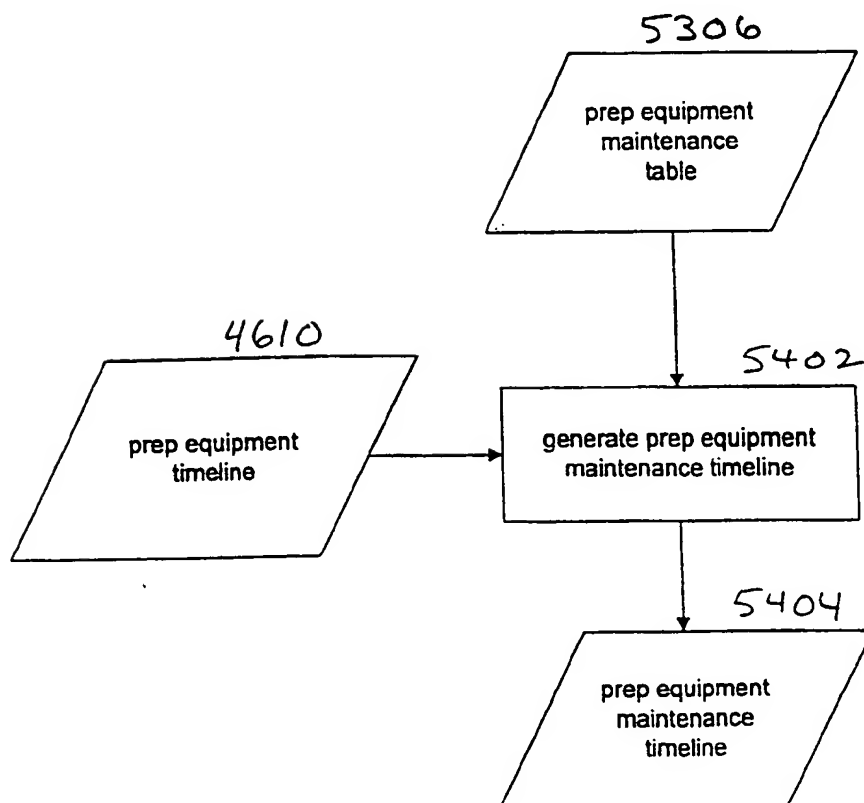 5306
prep equipment
maintenance
table
4610
prep equipment
timeline
5402
generate prep equipment
maintenance timeline
5404
prep equipment
maintenance
timeline